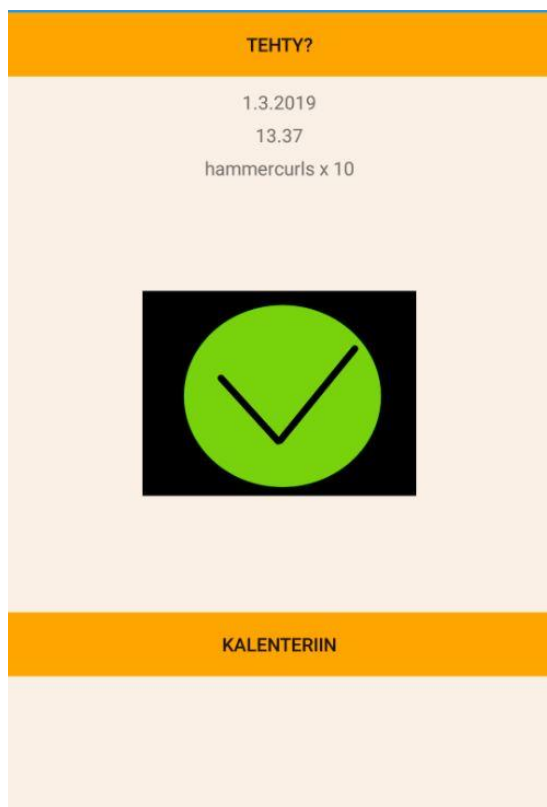 TEHTY?
1.3.2019
13.37
hammercurls x 10
KALENTERIIN